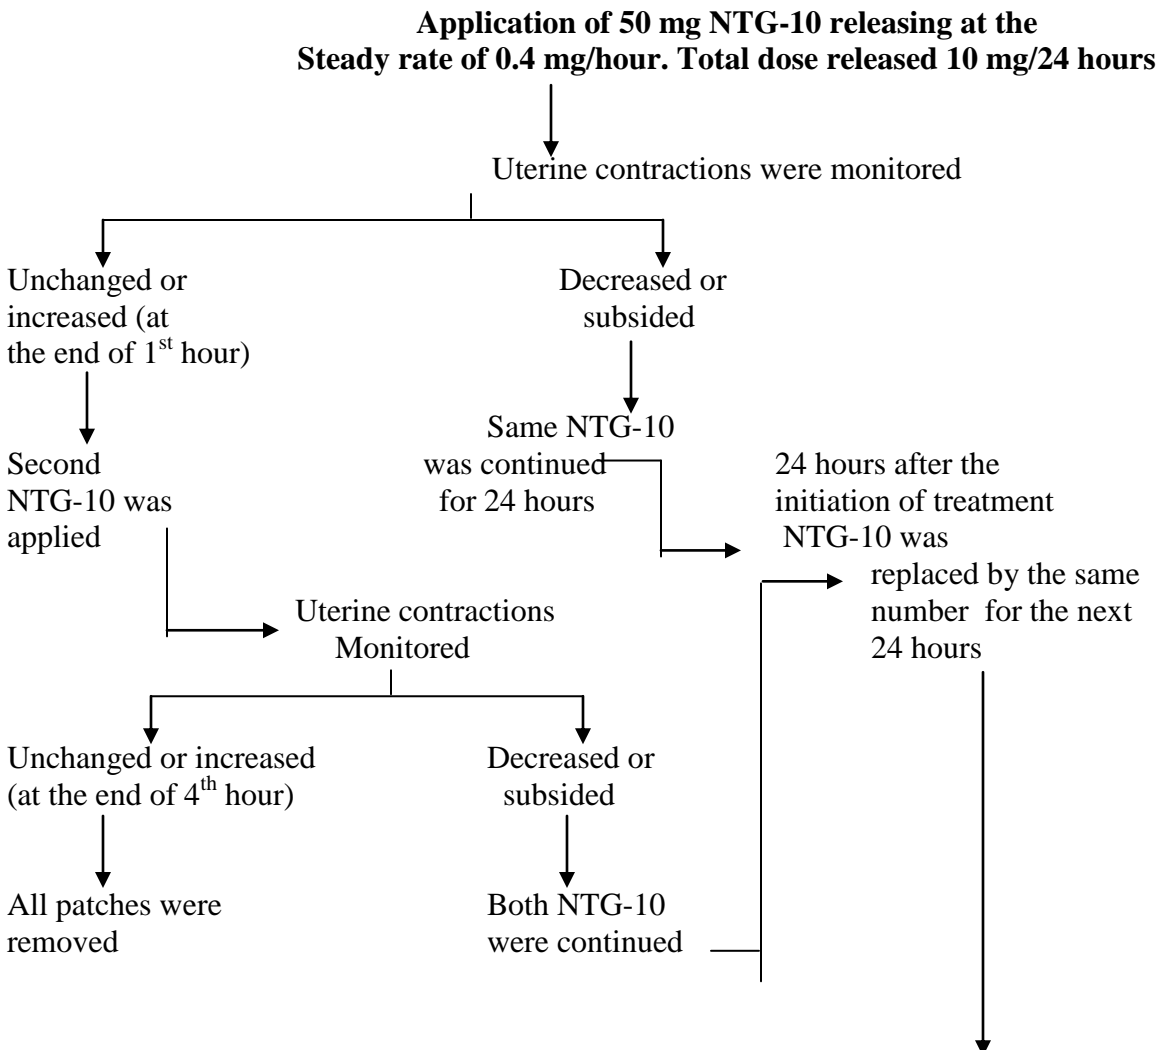 Application of 50 mg NTG-10 releasing at the
Steady rate of 0.4 mg/hour. Total dose released 10 mg/24 hours
Uterine contractions were monitored
Unchanged or
increased (at
the end of 1st hour)
Decreased or
subsided
Same NTG-10
was continued
for 24 hours
Second
NTG-10 was
applied
24 hours after the
initiation of treatment
NTG-10 was
replaced by the same
number for the next
24 hours
Uterine contractions
Monitored
Unchanged or increased
(at the end of 4th hour)
Decreased or
subsided
All patches were
removed
Both NTG-10
were continued